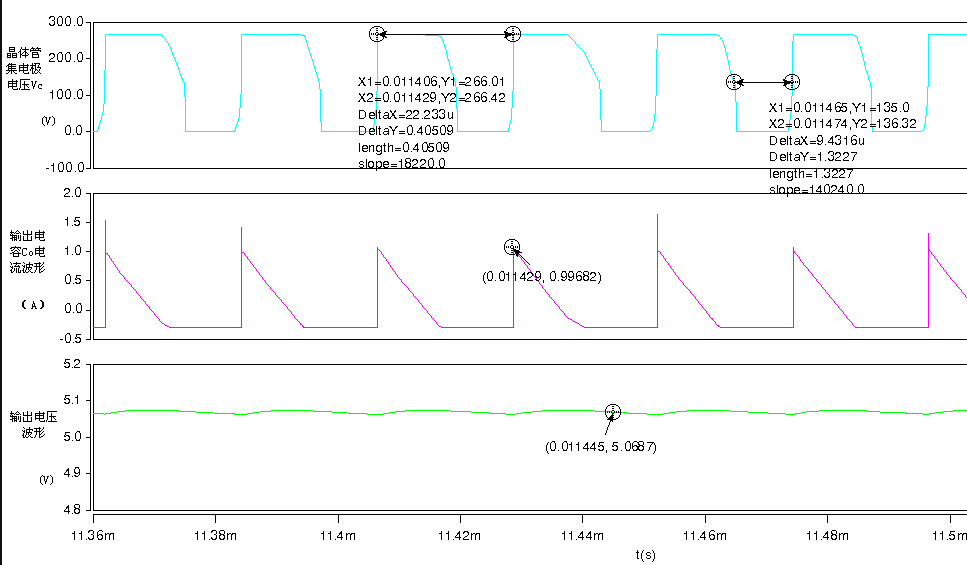 300.0
200.0
100.0
0.0
-100.0
晶体管
集电极
电压Vc
(V)
X1=0.011406,Y1=266.01
X2=0.011429,Y2=266.42
DeltaX=22.233u
DeltaY=0.40509
length=0.40509
slope=18220.0
X1=0.011465,Y1=135.0
X2=0.011474,Y2=136.32
DeltaX=9.4316u
DeltaY=1.3227
length=1.3227
slope=140240.0
2.0
1.5
1.0
0.5
0.0
-0.5
输出电
容Co电
流波形
(A)
(0.011429, 0.99682)
5.2
5.1
5.0
4.9
4.8
输出电压
波形
(V)
(0.011445, 5.0687)
11.36m
11.38m
11.4m
11.42m
11.44m
11.46m
11.48m
11.5m
t(s)